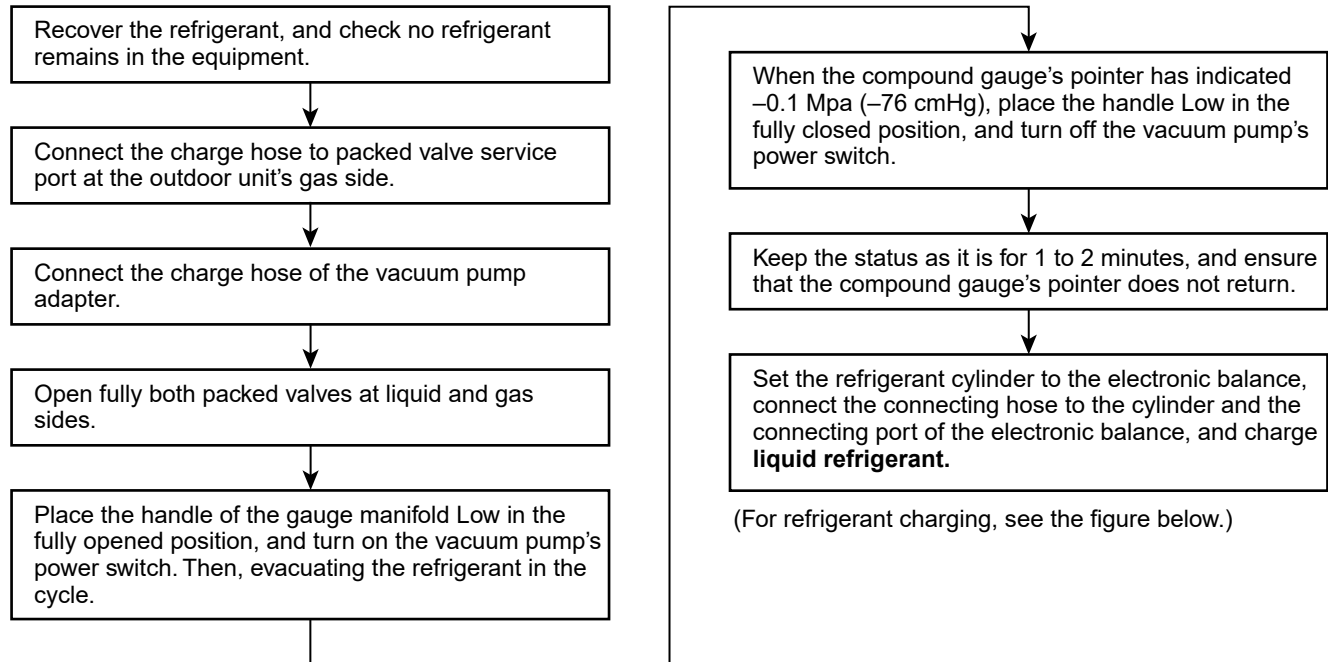 Recover the refrigerant, and check no refrigerant
remains in the equipment.
Connect the charge hose to packed valve service
port at the outdoor unit’s gas side.
Connect the charge hose of the vacuum pump
adapter.
Open fully both packed valves at liquid and gas
sides.
Place the handle of the gauge manifold Low in the
fully opened position, and turn on the vacuum pump’s
power switch. Then, evacuating the refrigerant in the
cycle.
When the compound gauge’s pointer has indicated
–0.1 Mpa (–76 cmHg), place the handle Low in the
fully closed position, and turn off the vacuum pump’s
power switch.
Keep the status as it is for 1 to 2 minutes, and ensure
that the compound gauge’s pointer does not return.
Set the refrigerant cylinder to the electronic balance,
connect the connecting hose to the cylinder and the
connecting port of the electronic balance, and charge
liquid refrigerant.
(For refrigerant charging, see the figure below.)